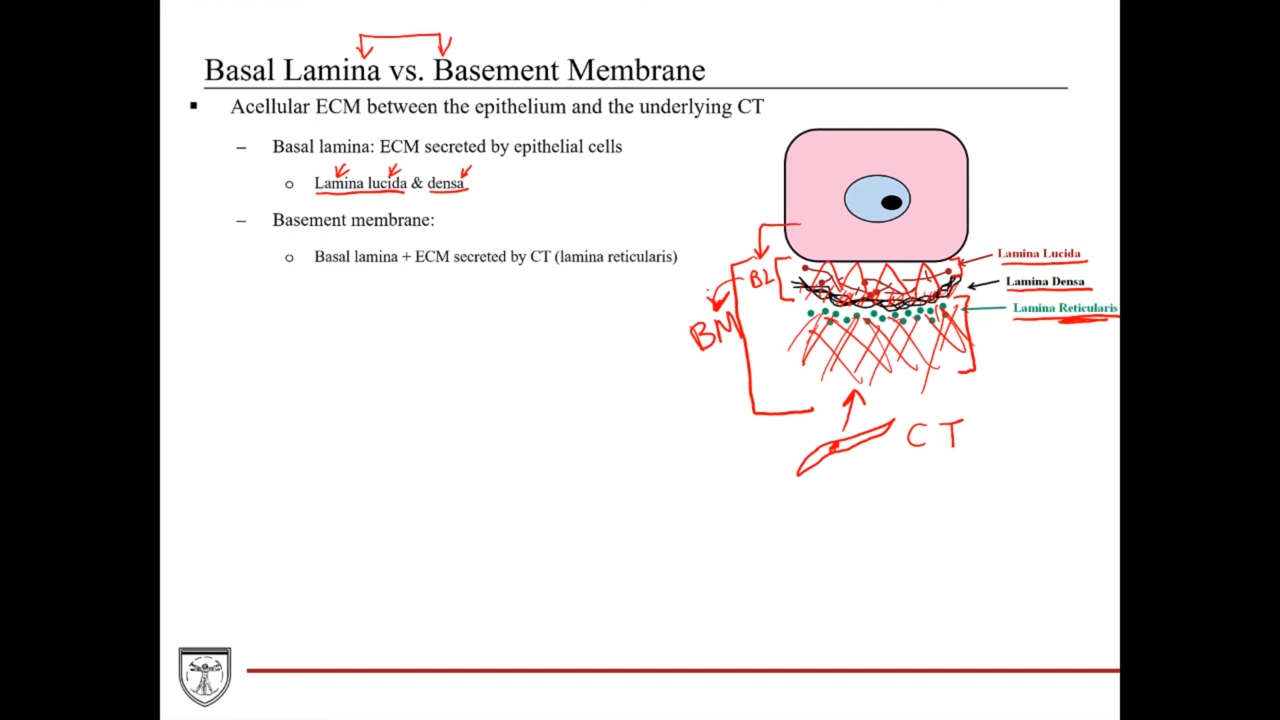 Basal Lamina vs. Basement Membrane
▪ Acellular ECM between the epithelium and the underlying CT
– Basal lamina: ECM secreted by epithelial cells
o Lamina lucida & densa
– Basement membrane:
o Basal lamina + ECM secreted by CT (lamina reticularis)
Lamina Lucida
BL
Lamina Densa
Lamina Reticularis
BM
CT